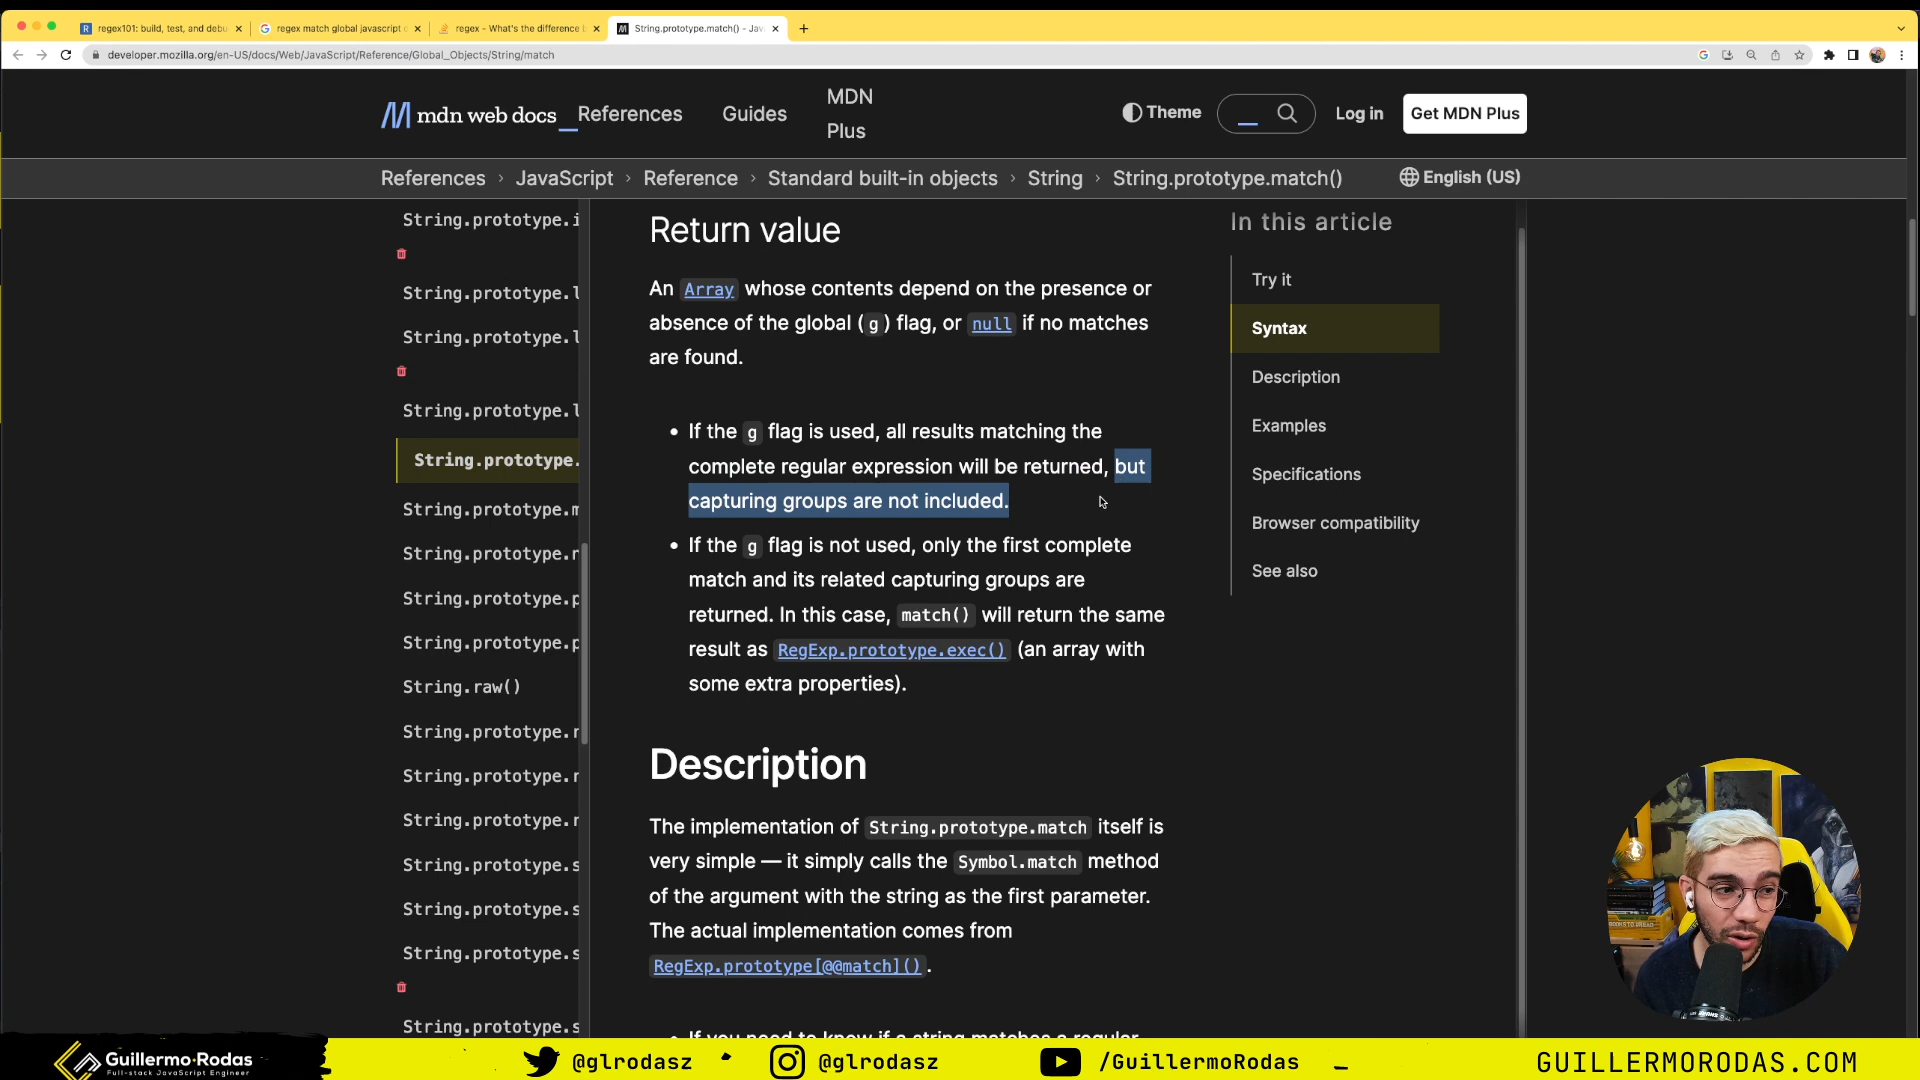 regex101: build, test, and debu
regex match global javascript
regex - What's the difference
String.prototype.match() - Jav
developer.mozilla.org/en-US/docs/Web/JavaScript/Reference/Global_Objects/String/match
mdn web docs_
References
Guides
MDN
Plus
Theme
Log in
Get MDN Plus
References › JavaScript › Reference › Standard built-in objects › String › String.prototype.match()
English (US)
String.prototype.i
String.prototype.l
String.prototype.l
String.prototype.l
String.prototype.
String.prototype.m
String.prototype.r
String.prototype.p
String.prototype.p
String.raw()
String.prototype.r
String.prototype.r
String.prototype.r
String.prototype.s
String.prototype.s
String.prototype.s
String.prototype.s
Return value
An Array whose contents depend on the presence or
absence of the global (g) flag, or null if no matches
are found.
• If the g flag is used, all results matching the
complete regular expression will be returned, but
capturing groups are not included.
• If the g flag is not used, only the first complete
match and its related capturing groups are
returned. In this case, match() will return the same
result as RegExp.prototype.exec() (an array with
some extra properties).
Description
The implementation of String.prototype.match itself is
very simple — it simply calls the Symbol.match method
of the argument with the string as the first parameter.
The actual implementation comes from
RegExp.prototype[@@match]().
• If you need to know if a string matches a regular
In this article
Try it
Syntax
Description
Examples
Specifications
Browser compatibility
See also
Guillermo Rodas
Full-stack JavaScript Engineer
@glrodasz
@glrodasz
/GuillermoRodas
GUILLERMORODAS.COM